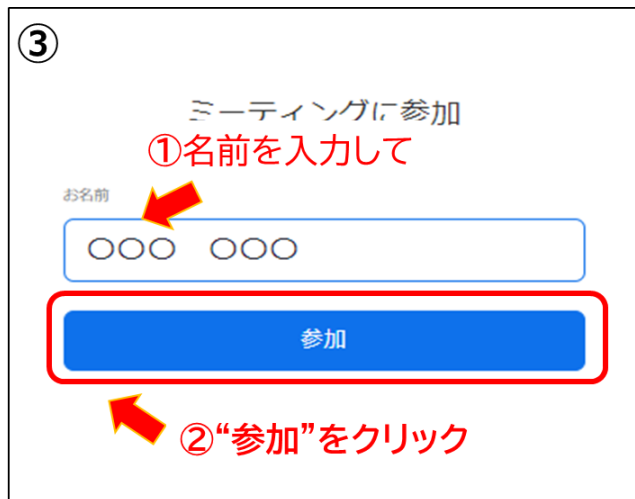 ③
ミーティングに参加
①名前を入力して
お名前
〇〇〇　〇〇〇
参加
②“参加”をクリック